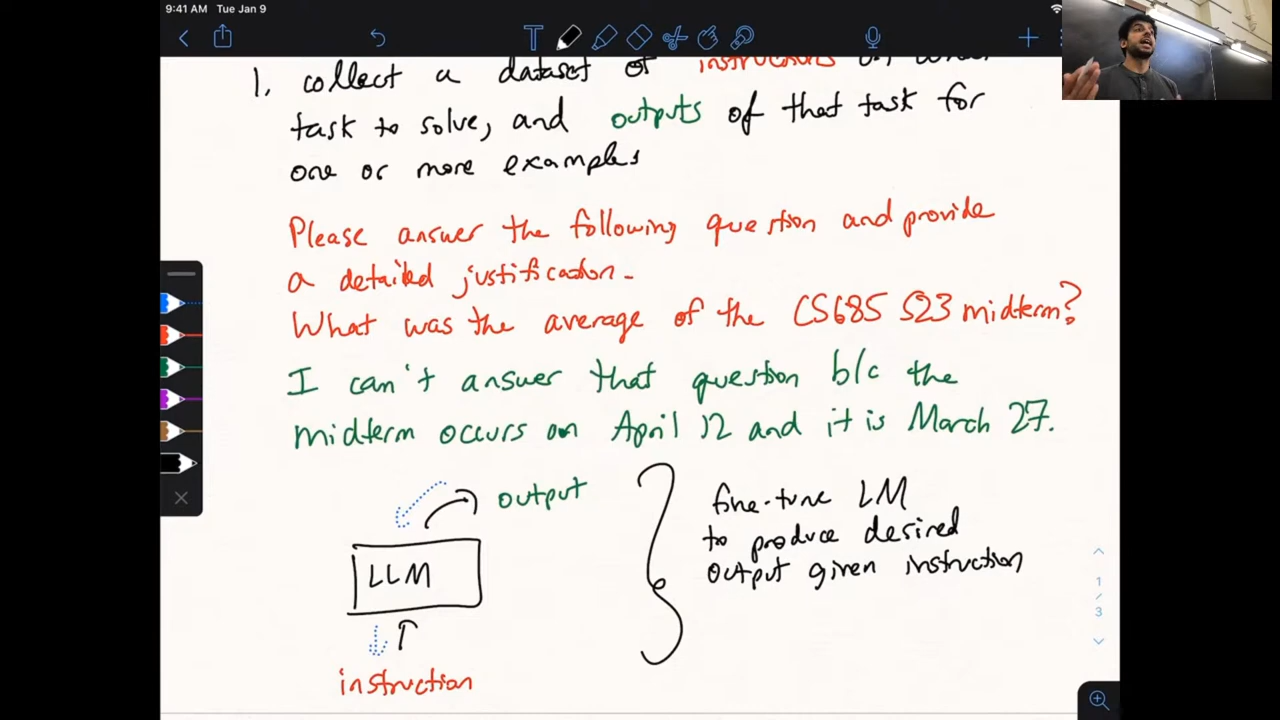 9:41 AM Tue Jan 9
1. collect a dataset of instructions
task to solve, and outputs of that task for
one or more examples
Please answer the following question and provide
a detailed justification.
What was the average of the CS685 S23 midterm?
I can't answer that question b/c the
midterm occurs on April 12 and it is March 27.
output
LLM
instruction
fine-tune LM
to produce desired
output given instruction
1
/
3